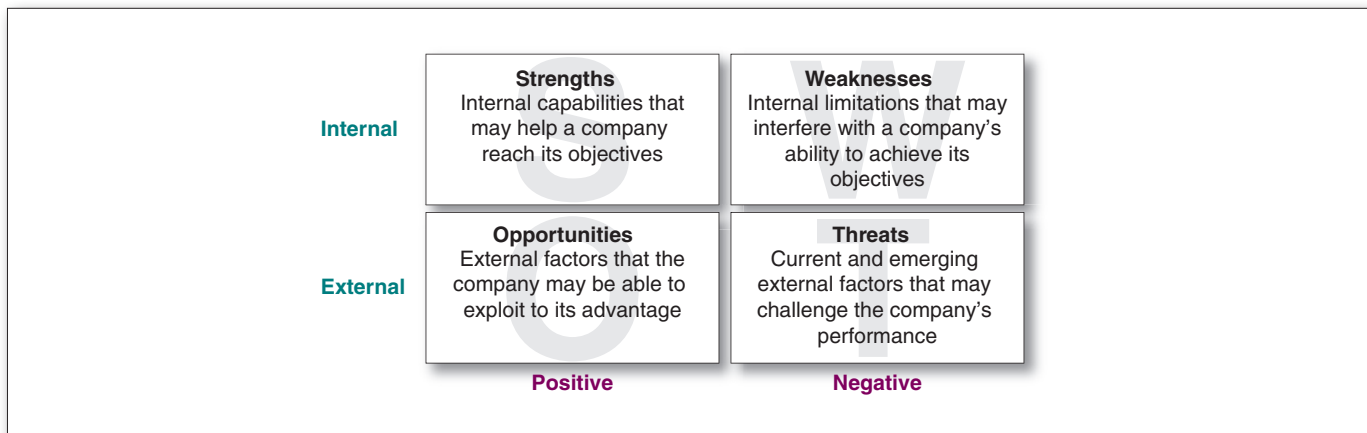 Internal
Strengths
Internal capabilities that
may help a company
reach its objectives
Weaknesses
Internal limitations that may
interfere with a company's
ability to achieve its
objectives
External
Opportunities
External factors that the
company may be able to
exploit to its advantage
Threats
Current and emerging
external factors that may
challenge the company's
performance
Positive
Negative
S
W
O
T